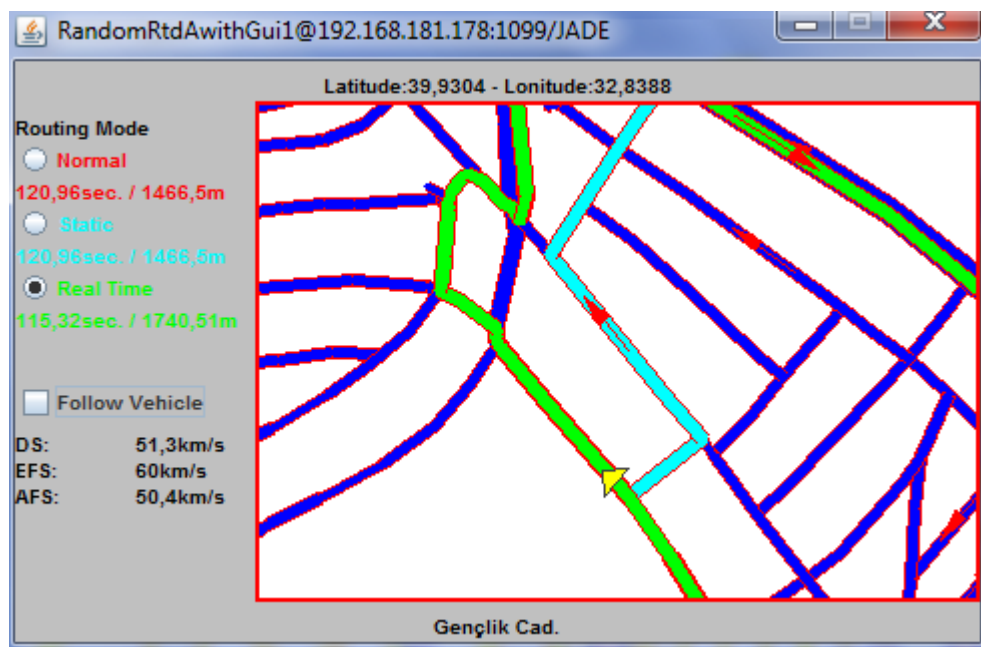 RandomRtdAwithGui1@192.168.181.178:1099/JADE
Latitude:39,9304 - Lonitude:32,8388
Routing Mode
Normal
120,96sec. / 1466,5m
Static
120,96sec. / 1466,5m
Real Time
115,32sec. / 1740,51m
Follow Vehicle
DS: 51,3km/s
EFS: 60km/s
AFS: 50,4km/s
Gençlik Cad.